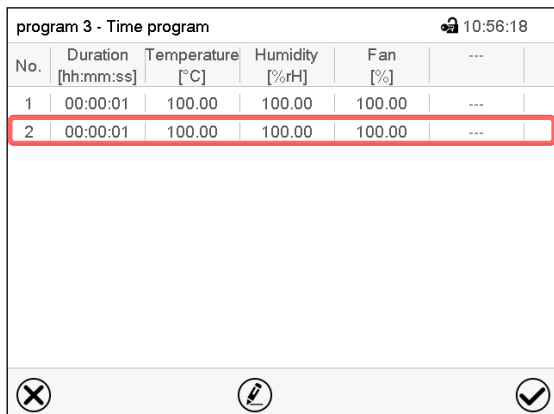 program 3 - Time program 10:56:18
No. Duration [hh:mm:ss] Temperature [°C] Humidity [%rH] Fan [%] ---
1 00:00:01 100.00 100.00 100.00 ---
2 00:00:01 100.00 100.00 100.00 ---